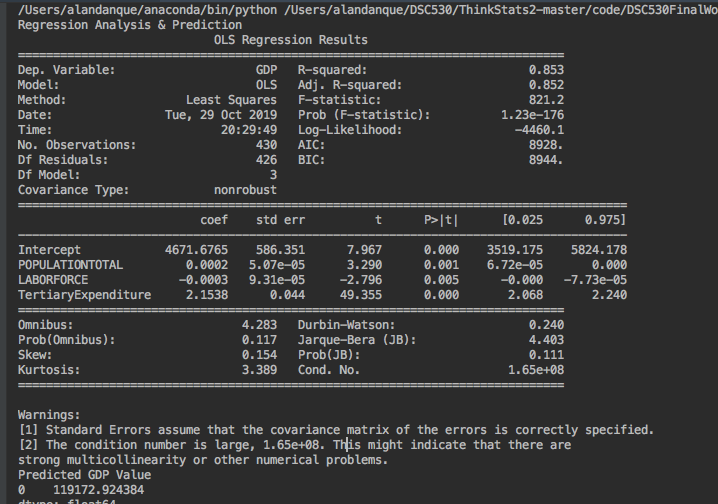 /Users/alandanque/anaconda/bin/python /Users/alandanque/DSC530/ThinkStats2-master/code/DSC530FinalWo
Regression Analysis & Prediction
OLS Regression Results
==============================================================================
Dep. Variable: GDP R-squared: 0.853
Model: OLS Adj. R-squared: 0.852
Method: Least Squares F-statistic: 821.2
Date: Tue, 29 Oct 2019 Prob (F-statistic): 1.23e-176
Time: 20:29:49 Log-Likelihood: -4460.1
No. Observations: 430 AIC: 8928.
Df Residuals: 426 BIC: 8944.
Df Model: 3
Covariance Type: nonrobust
=======================================================================================
coef std err t P>|t| [0.025 0.975]
---------------------------------------------------------------------------------------
Intercept 4671.6765 586.351 7.967 0.000 3519.175 5824.178
POPULATIONTOTAL 0.0002 5.07e-05 3.290 0.001 6.72e-05 0.000
LABORFORCE -0.0003 9.31e-05 -2.796 0.005 -0.000 -7.73e-05
TertiaryExpenditure 2.1538 0.044 49.355 0.000 2.068 2.240
==============================================================================
Omnibus: 4.283 Durbin-Watson: 0.240
Prob(Omnibus): 0.117 Jarque-Bera (JB): 4.403
Skew: 0.154 Prob(JB): 0.111
Kurtosis: 3.389 Cond. No. 1.65e+08
==============================================================================
Warnings:
[1] Standard Errors assume that the covariance matrix of the errors is correctly specified.
[2] The condition number is large, 1.65e+08. This might indicate that there are
strong multicollinearity or other numerical problems.
Predicted GDP Value
0 119172.924384
dtype: float64